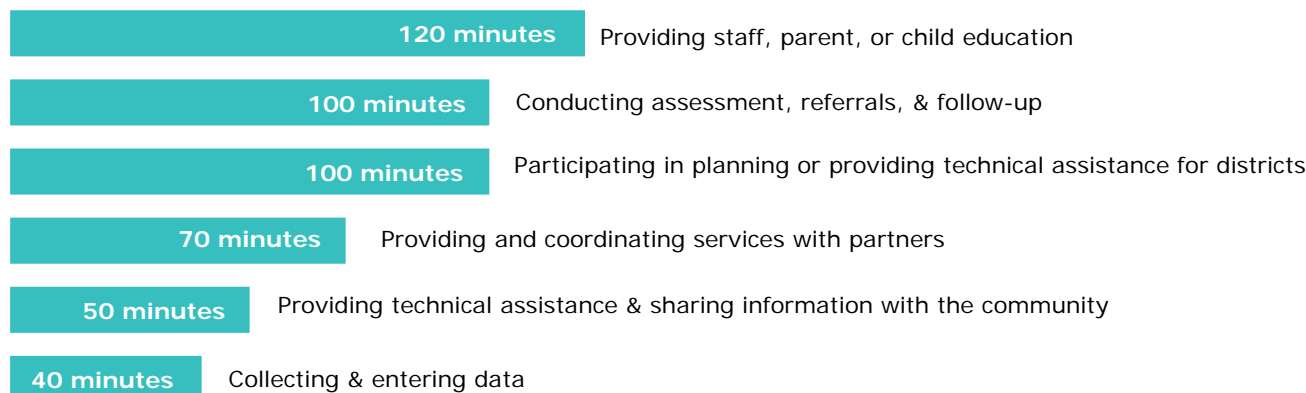 120 minutes Providing staff, parent, or child education
100 minutes Conducting assessment, referrals, & follow-up
100 minutes Participating in planning or providing technical assistance for districts
70 minutes Providing and coordinating services with partners
50 minutes Providing technical assistance & sharing information with the community
40 minutes Collecting & entering data